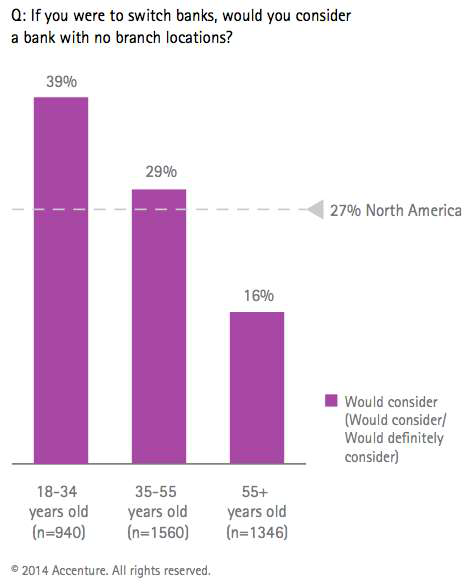 Q: If you were to switch banks, would you consider
a bank with no branch locations?
39%
29%
27% North America
16%
Would consider
(Would consider/
Would definitely
consider)
18-34
years old
(n=940)
35-55
years old
(n=1560)
55+
years old
(n=1346)
© 2014 Accenture. All rights reserved.